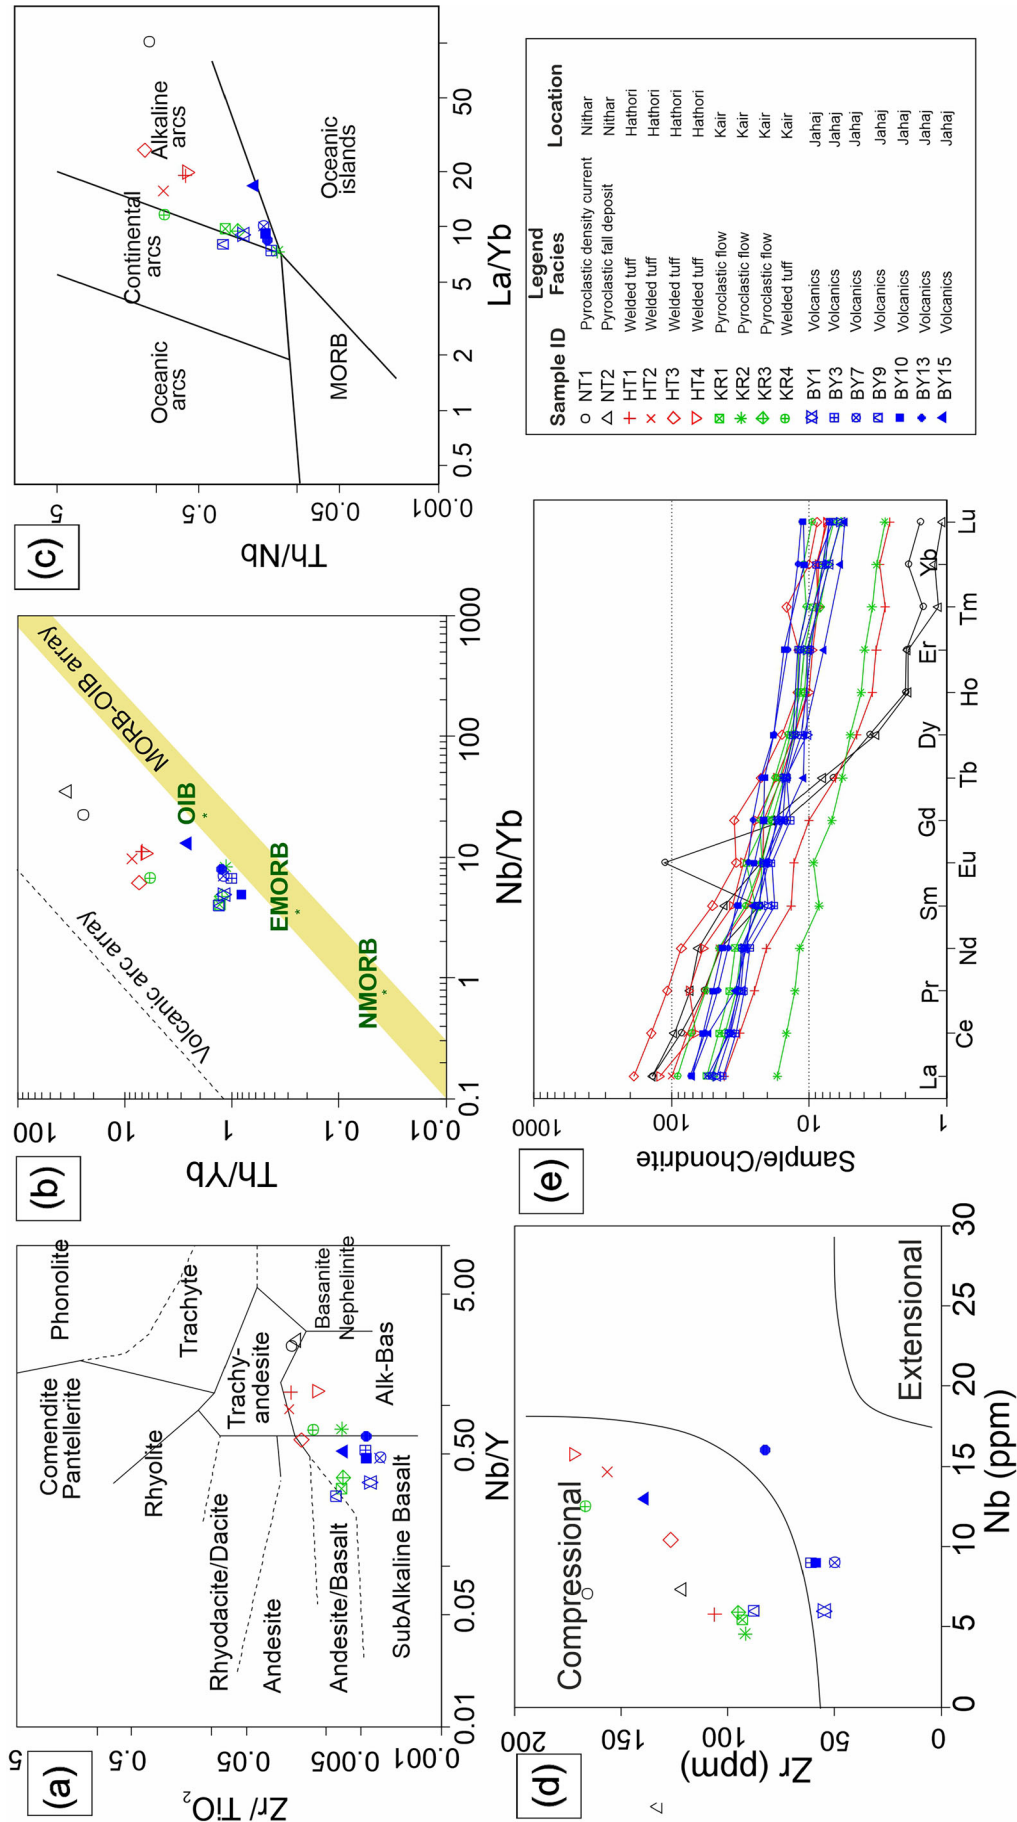 (a)
Zr/ TiO2
5
0.5
0.05
0.005
0.001
Comendite
Pantellerite
Phonolite
Rhyolite
Trachyte
Rhyodacite/Dacite
Trachy-
andesite
Andesite
Basanite
Nephelinite
Andesite/Basalt
Alk-Bas
SubAlkaline Basalt
0.01
0.05
0.50
5.00
Nb/Y
(b)
Th/Yb
100
10
1
0.1
0.01
Volcanic arc array
MORB-OIB array
OIB
EMORB
NMORB
0.1
1
10
100
1000
Nb/Yb
(c)
Th/Nb
5
0.5
0.05
0.001
Oceanic
arcs
Continental
arcs
Alkaline
arcs
MORB
Oceanic
islands
0.5
1
2
5
10
20
50
La/Yb
(d)
Zr (ppm)
200
150
100
50
0
Compressional
Extensional
0
5
10
15
20
25
30
Nb (ppm)
(e)
Sample/Chondrite
1000
100
10
1
La
Ce
Pr
Nd
Sm
Eu
Gd
Tb
Dy
Ho
Er
Tm
Yb
Lu
Legend
Sample ID Facies Location
NT1 Pyroclastic density current Nithar
NT2 Pyroclastic fall deposit Nithar
HT1 Welded tuff Hathori
HT2 Welded tuff Hathori
HT3 Welded tuff Hathori
HT4 Welded tuff Hathori
KR1 Pyroclastic flow Kair
KR2 Pyroclastic flow Kair
KR3 Pyroclastic flow Kair
KR4 Welded tuff Kair
BY1 Volcanics Jahaj
BY3 Volcanics Jahaj
BY7 Volcanics Jahaj
BY9 Volcanics Jahaj
BY10 Volcanics Jahaj
BY13 Volcanics Jahaj
BY15 Volcanics Jahaj